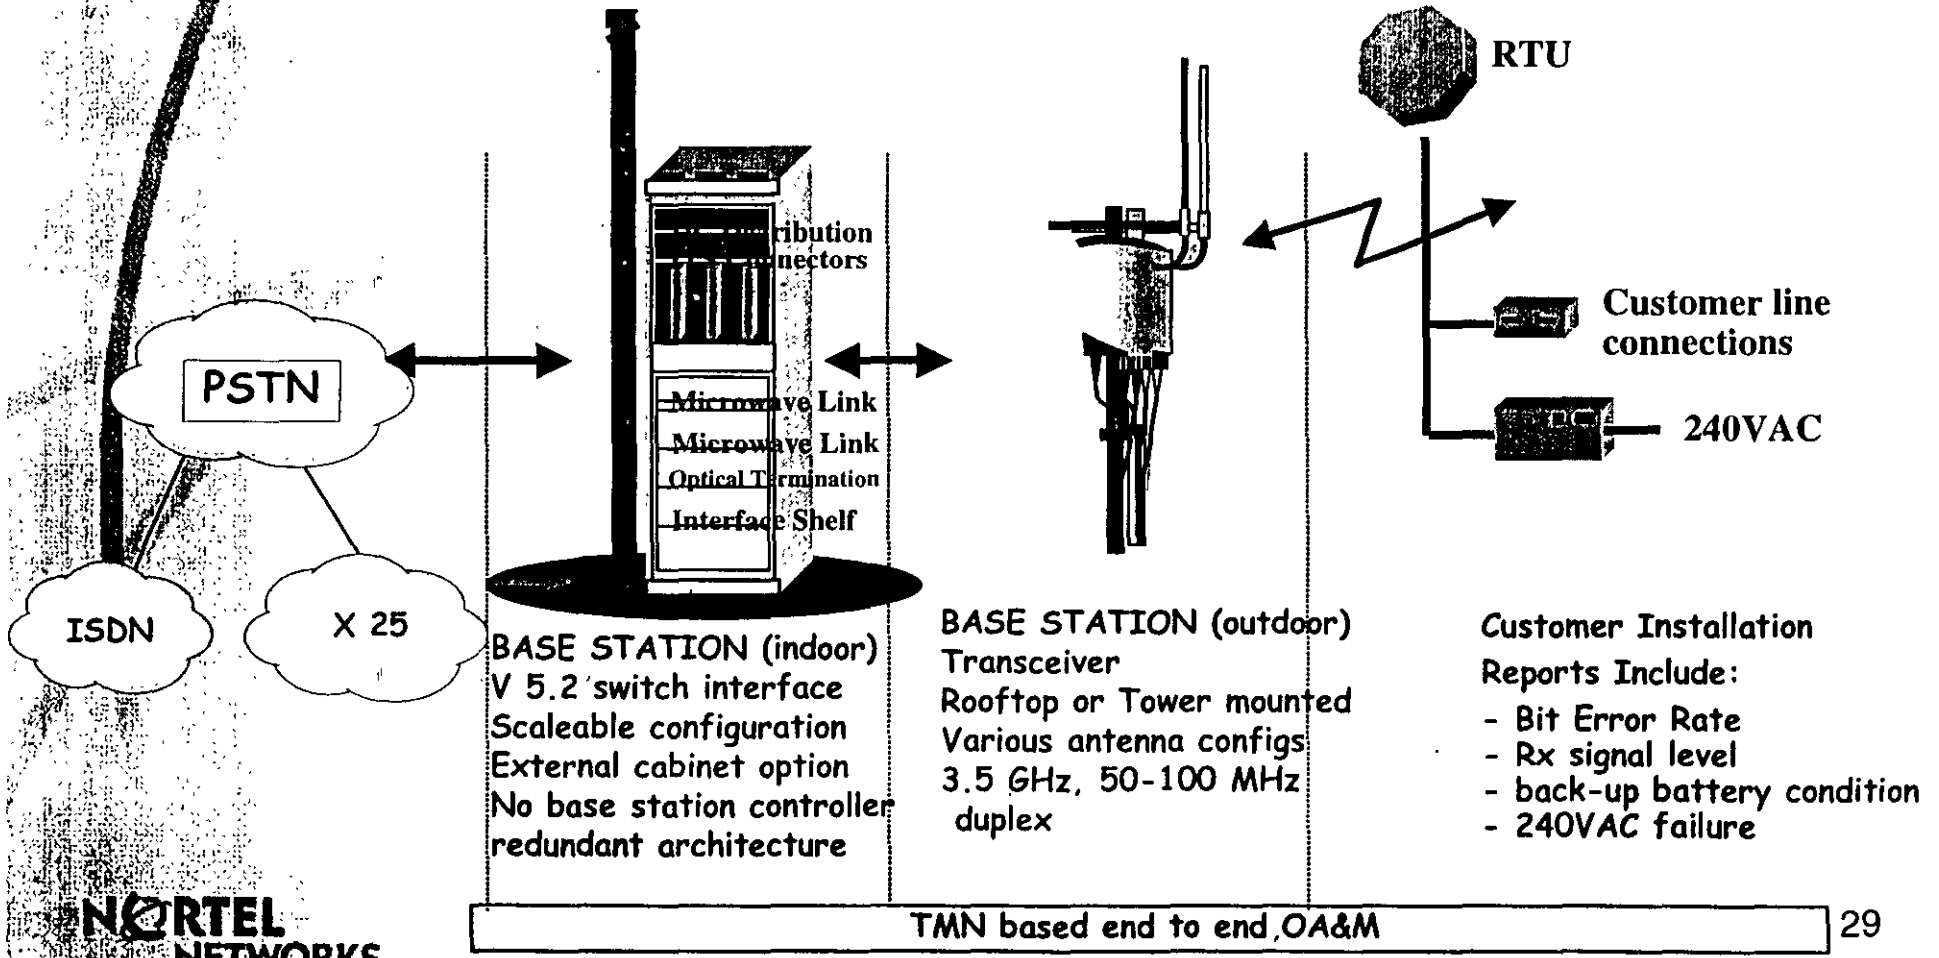 RTU
ribution
nnectors
Customer line
connections
PSTN
Microwave Link
240VAC
Microwave Link
Optical Termination
Interface Shelf
ISDN
X 25
BASE STATION (indoor)
V 5.2 switch interface
Scaleable configuration
External cabinet option
No base station controller
redundant architecture
BASE STATION (outdoor)
Transceiver
Rooftop or Tower mounted
Various antenna configs
3.5 GHz, 50-100 MHz
duplex
Customer Installation
Reports Include:
- Bit Error Rate
- Rx signal level
- back-up battery condition
- 240VAC failure
NORTEL
NETWORKS
TMN based end to end,OA&M
29